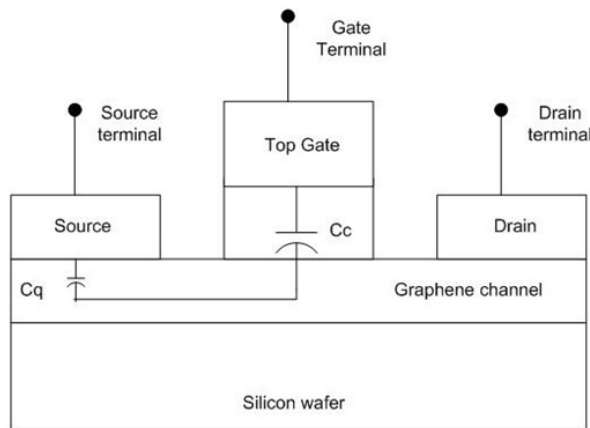 Gate
Terminal
Source
terminal
Drain
terminal
Top Gate
Source
Cc
Drain
Cq
Graphene channel
Silicon wafer